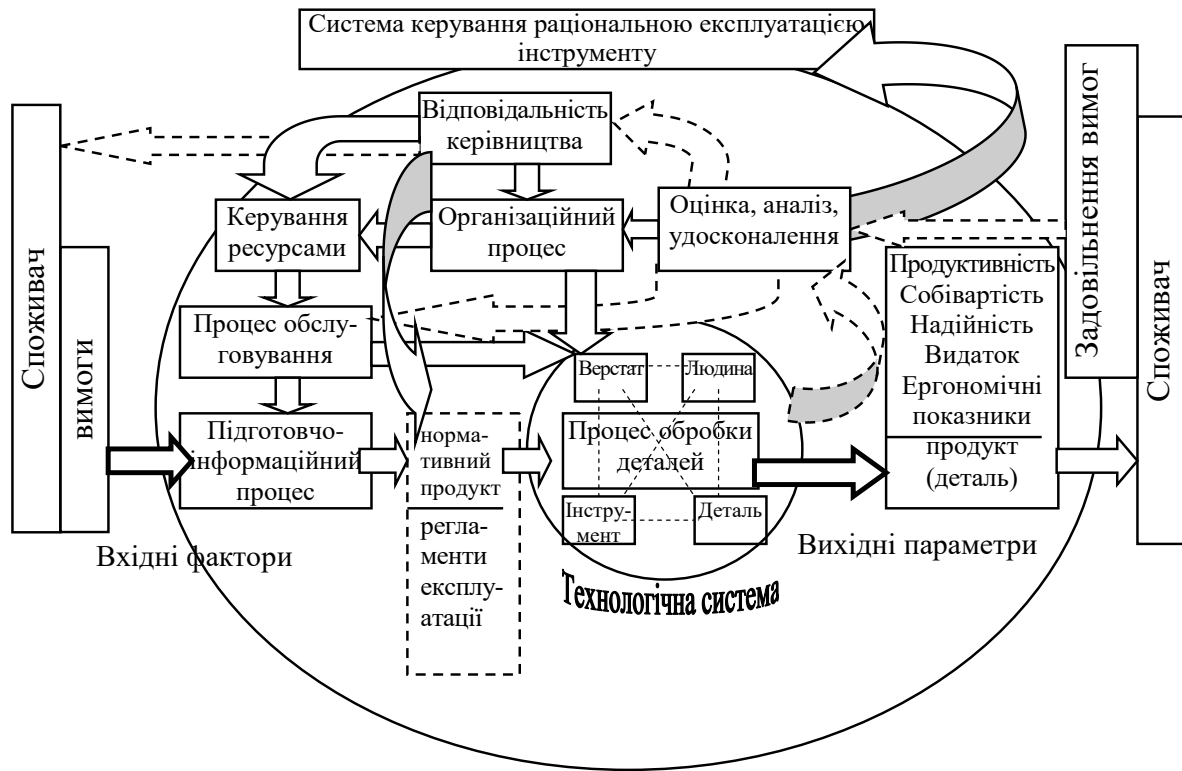 Система керування раціональною експлуатацією
інструменту
Споживач
вимоги
Відповідальність
керівництва
Керування
ресурсами
Організаційний
процес
Оцінка, аналіз,
удосконалення
Задовільнення вимог
Споживач
Процес обслу-
говування
Продуктивність
Собівартість
Надійність
Видаток
Ергономічні
показники
продукт
(деталь)
Верстат
Людина
Підготовчо-
інформаційний
процес
норма-
тивний
продукт
регла-
менти
експлу-
атації
Процес обробки
деталей
Інстру-
мент
Деталь
Вхідні фактори
Вихідні параметри
Технологічна система